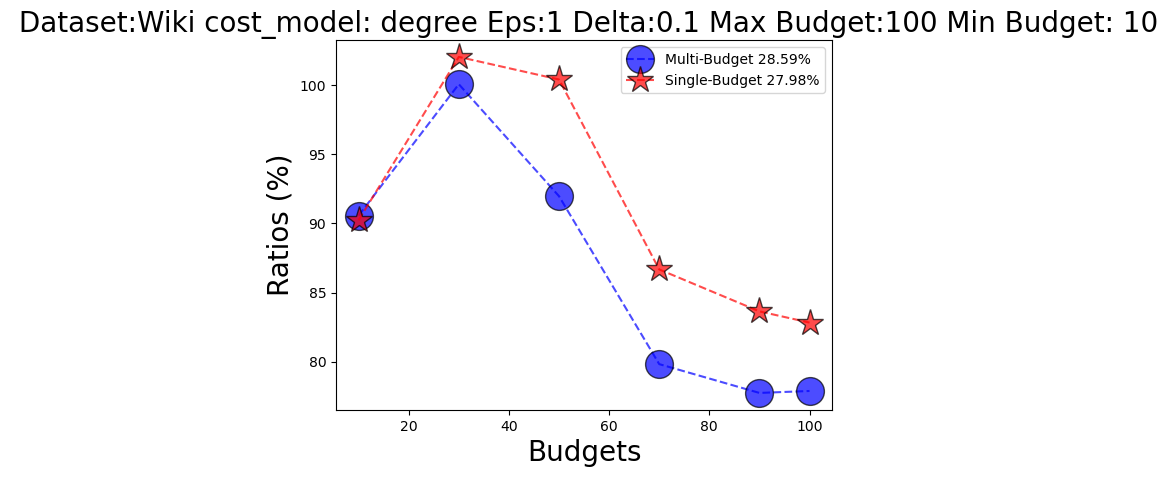 Dataset:Wiki cost_model: degree Eps:1 Delta:0.1 Max Budget:100 Min Budget: 10
Multi-Budget 28.59%
Single-Budget 27.98%
Ratios (%)
100
95
90
85
80
20 40 60 80 100
Budgets